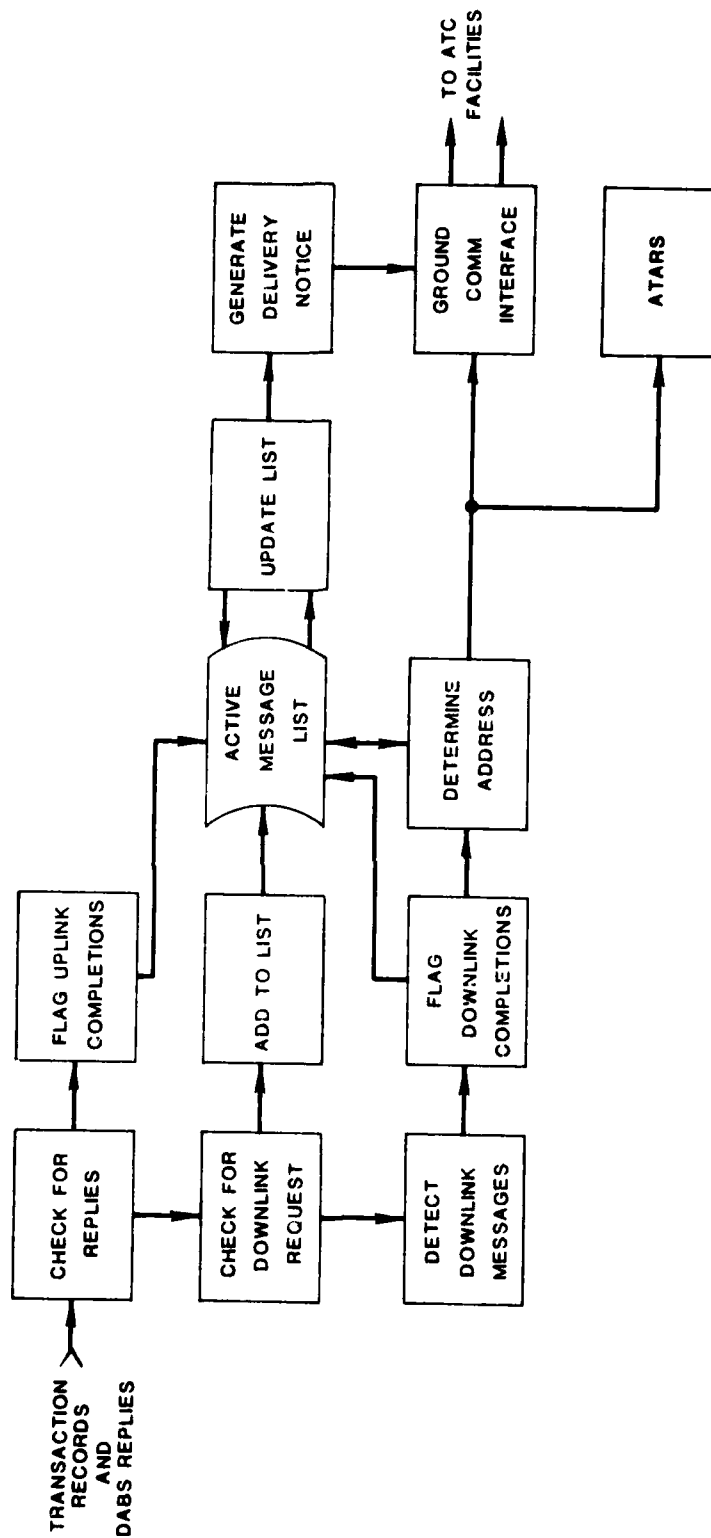 TRANSACTION
RECORDS
AND
DABS REPLIES
CHECK FOR
REPLIES
FLAG UPLINK
COMPLETIONS
CHECK FOR
DOWNLINK
REQUEST
ADD TO LIST
ACTIVE
MESSAGE
LIST
UPDATE LIST
GENERATE
DELIVERY
NOTICE
DETECT
DOWNLINK
MESSAGES
FLAG
DOWNLINK
COMPLETIONS
DETERMINE
ADDRESS
GROUND
COMM
INTERFACE
TO ATC
FACILITIES
ATARS